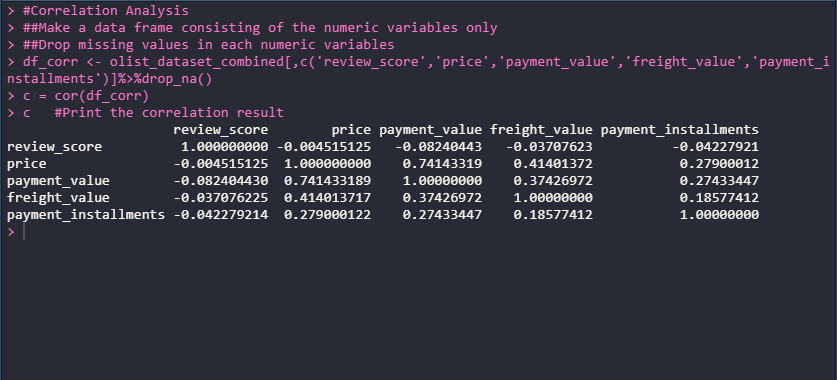 > #Correlation Analysis
> ##Make a data frame consisting of the numeric variables only
> ##Drop missing values in each numeric variables
> df_corr <- olist_dataset_combined[,c('review_score','price','payment_value','freight_value','payment_i
nstallments')]%>%drop_na()
> c = cor(df_corr)
> c   #Print the correlation result
                     review_score        price payment_value freight_value payment_installments
review_score          1.000000000 -0.004515125   -0.08240443   -0.03707623          -0.04227921
price                -0.004515125  1.000000000    0.74143319    0.41401372           0.27900012
payment_value        -0.082404430  0.741433189    1.00000000    0.37426972           0.27433447
freight_value        -0.037076225  0.414013717    0.37426972    1.00000000           0.18577412
payment_installments -0.042279214  0.279000122    0.27433447    0.18577412           1.00000000
>